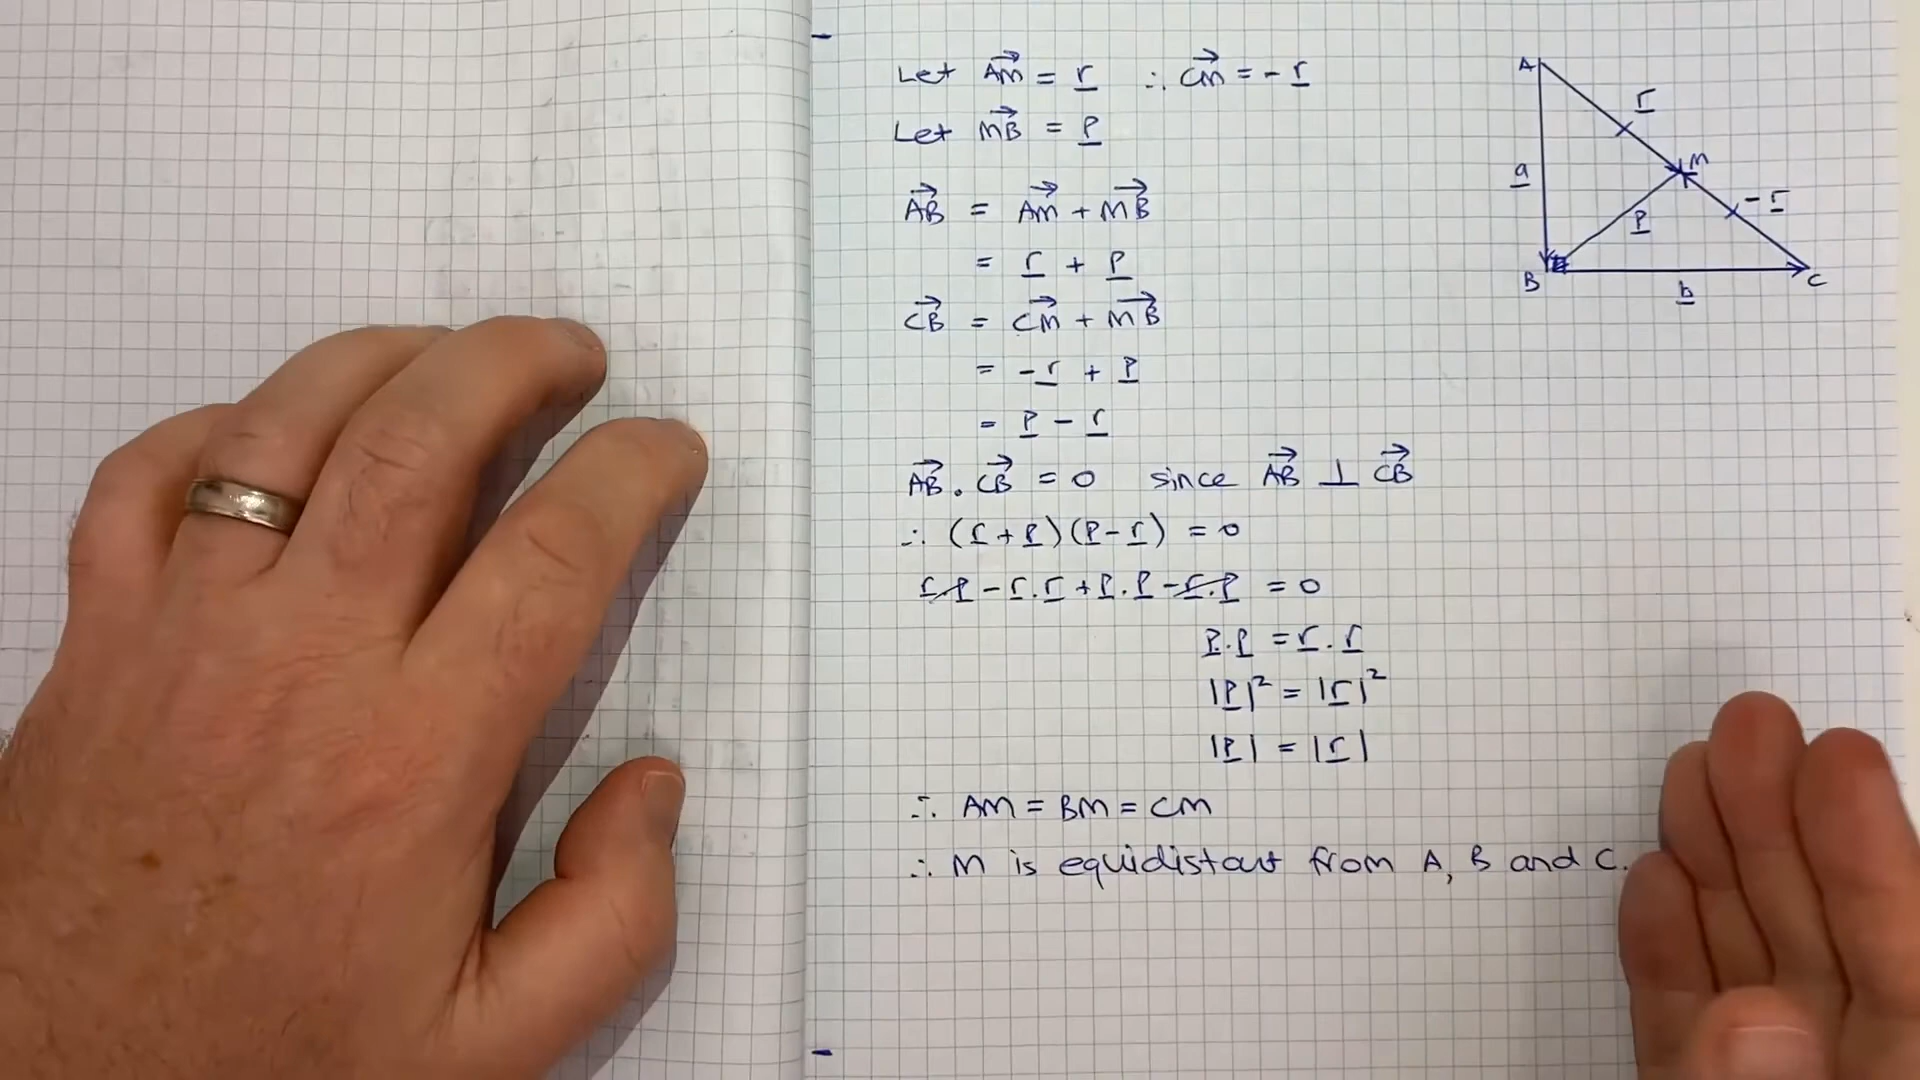 Let AM⃗ = r ∴ CM⃗ = - r
Let MB⃗ = p
AB⃗ = AM⃗ + MB⃗
= r + p
CB⃗ = CM⃗ + MB⃗
= -r + p
= p - r
AB⃗ . CB⃗ = 0 since AB⃗ ⊥ CB⃗
∴ (r + p)(p - r) = 0
r.p - r.r + p.p - r.p = 0
p.p = r.r
|p|² = |r|²
|p| = |r|
∴ AM = BM = CM
∴ M is equidistant from A, B and C.
A
r
M
a
- r
p
B
C
b